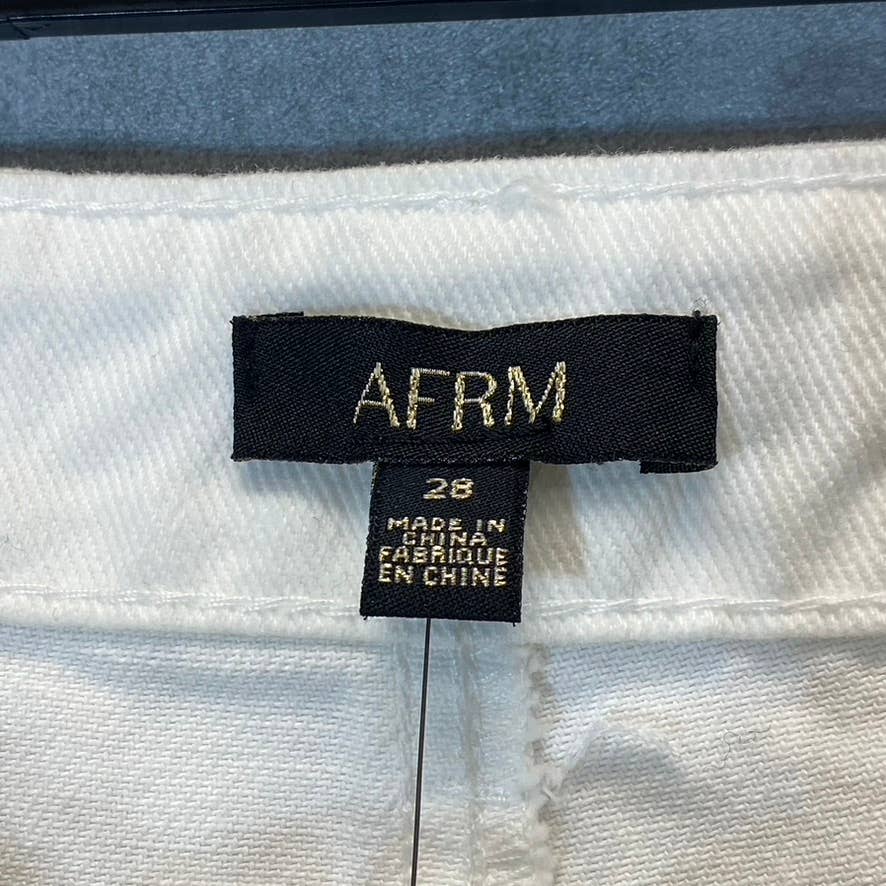 AFRM
28
MADE IN
CHINA
FABRIQUE
EN CHINE